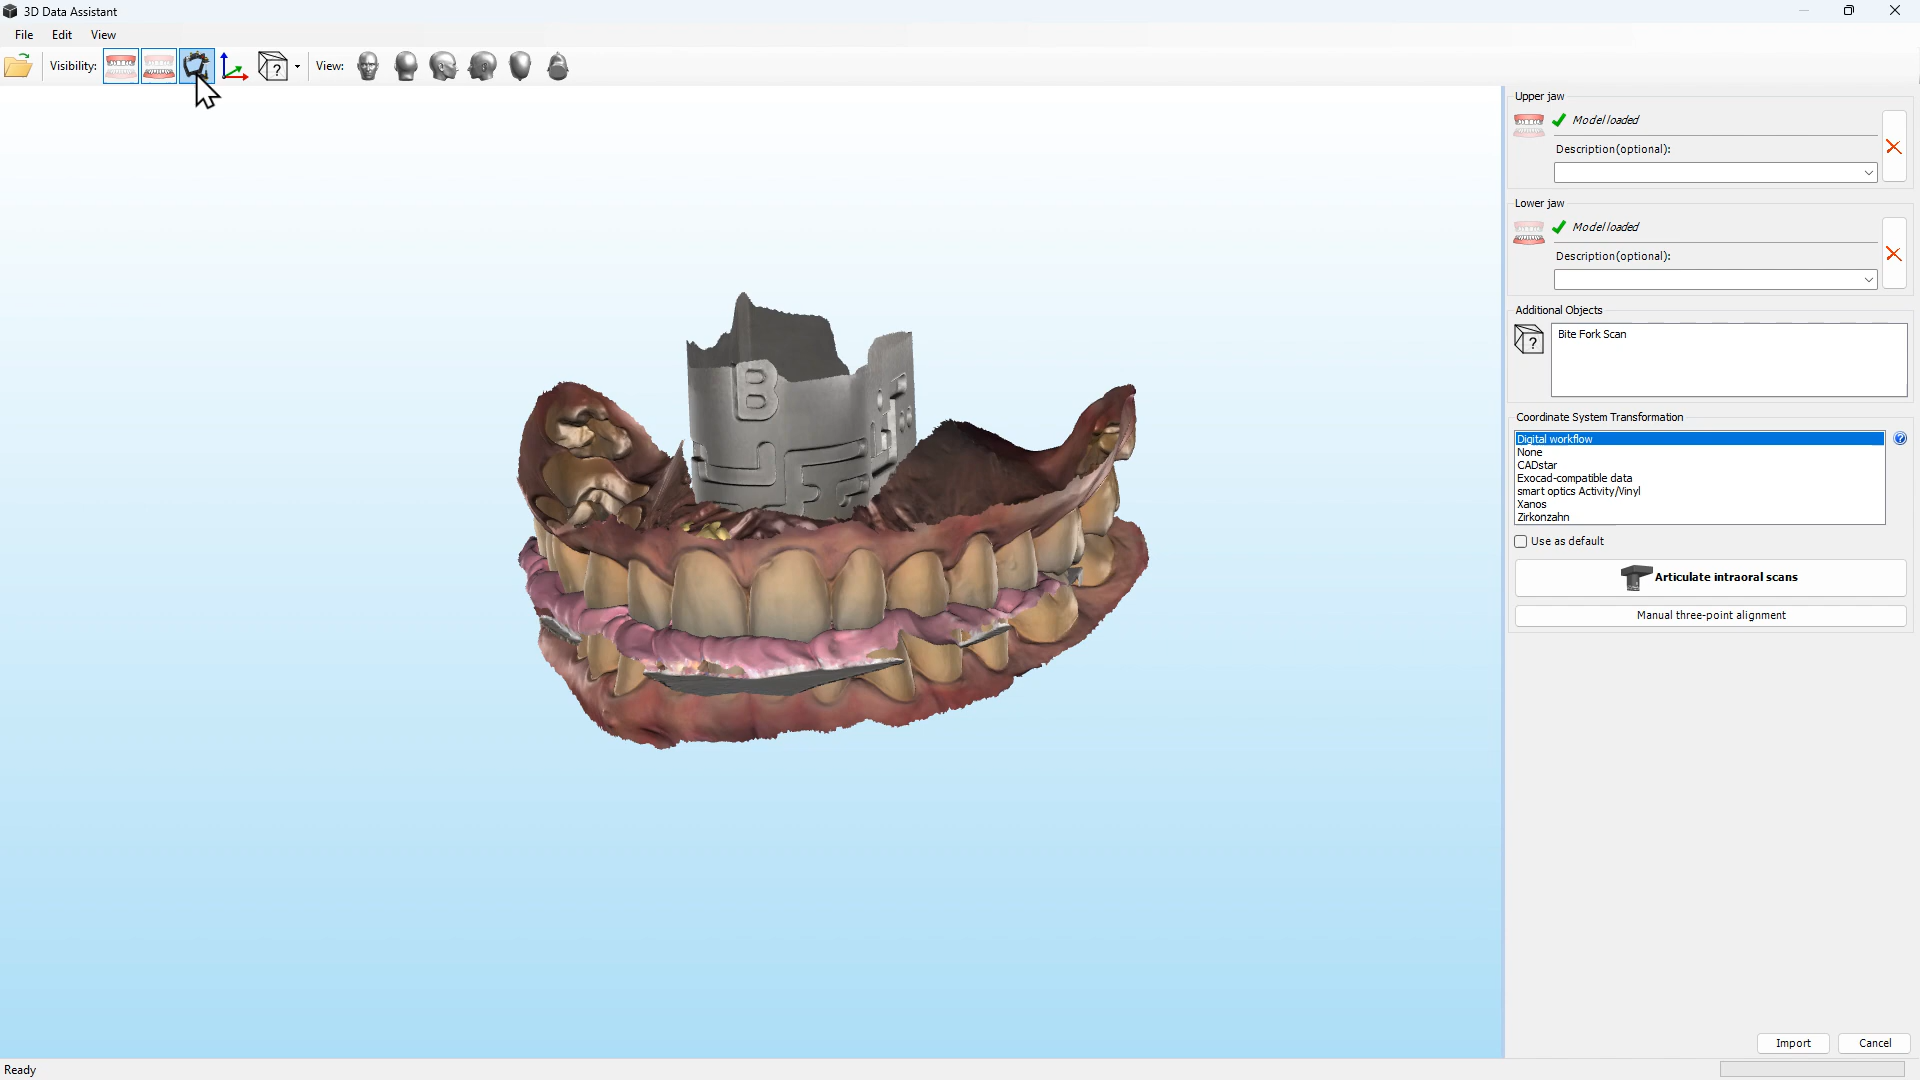 3D Data Assistant
File Edit View
Visibility: ? View:
Upper jaw
Model loaded
Description(optional):
Lower jaw
Model loaded
Description(optional):
Additional Objects
? Bite Fork Scan
Coordinate System Transformation
Digital workflow ?
None
CADstar
Exocad-compatible data
smart optics Activity/Vinyl
Xanos
Zirkonzahn
Use as default
Articulate intraoral scans
Manual three-point alignment
B
Import Cancel
Ready